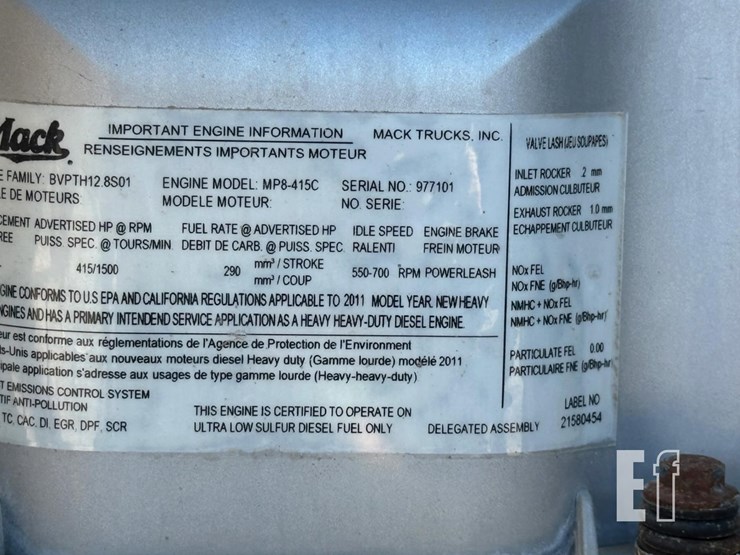 Mack
IMPORTANT ENGINE INFORMATION MACK TRUCKS, INC.
RENSEIGNEMENTS IMPORTANTS MOTEUR
E FAMILY: BVPTH12.8S01 ENGINE MODEL: MP8-415C SERIAL NO.: 977101
LE DE MOTEURS MODELE MOTEUR: NO. SERIE:
CEMENT ADVERTISED HP @ RPM FUEL RATE @ ADVERTISED HP IDLE SPEED ENGINE BRAKE
REE PUISS. SPEC. @ TOURS/MIN DEBIT DE CARB. @ PUISS. SPEC. RALENTI FREIN MOTEUR
415/1500 290 mm³ / STROKE 550-700 RPM POWERLEASH
mm³ / COUP
GINE CONFORMS TO U.S EPA AND CALIFORNIA REGULATIONS APPLICABLE TO 2011 MODEL YEAR. NEW HEAVY
NGINES AND HAS A PRIMARY INTENDEND SERVICE APPLICATION AS A HEAVY HEAVY-DUTY DIESEL ENGINE.
eur est conforme aux réglementations de l'Agence de Protection de l'Environment
ts-Unis applicables aux nouveaux moteurs diesel Heavy duty (Gamme lourde) modélé 2011
ipale application s'adresse aux usages de type gamme lourde (Heavy-heavy-duty)
T EMISSIONS CONTROL SYSTEM
TIF ANTI-POLLUTION
TC, CAC, DI, EGR, DPF, SCR
THIS ENGINE IS CERTIFIED TO OPERATE ON
ULTRA LOW SULFUR DIESEL FUEL ONLY DELEGATED ASSEMBLY
VALVE LASH (JEU SOUPAPES)
INLET ROCKER .2 mm
ADMISSION CULBUTEUR
EXHAUST ROCKER 1.0 mm
ECHAPPEMENT CULBUTEUR
NOx FEL
NOx FNE (g/Bhp-hr)
NMHC + NOx FEL
NMHC + NOx FNE (g/Bhp-hr)
PARTICULATE FEL 0.00
PARTICULAIRE FNE (g/Bhp-hr)
LABEL NO
21580454
Ef